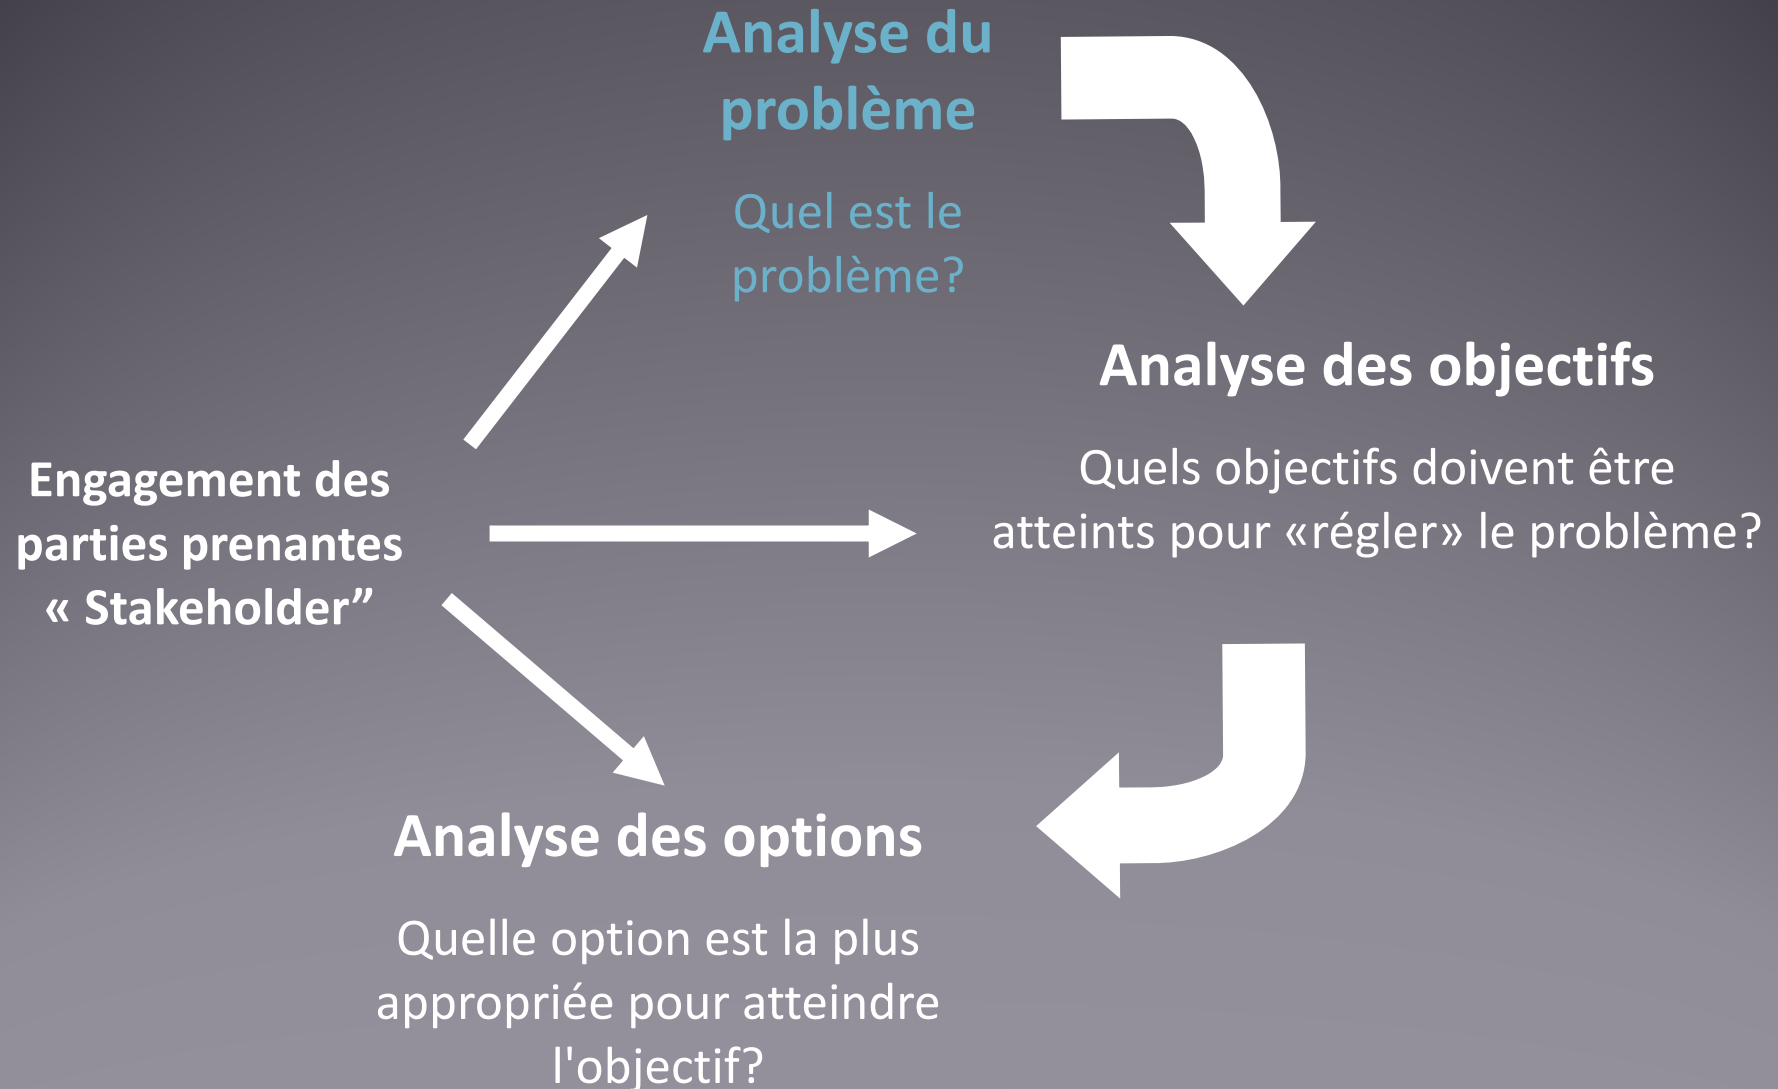 Analyse du
problème
Quel est le
problème?
Analyse des objectifs
Quels objectifs doivent être
atteints pour «régler» le problème?
Engagement des
parties prenantes
« Stakeholder”
Analyse des options
Quelle option est la plus
appropriée pour atteindre
l'objectif?